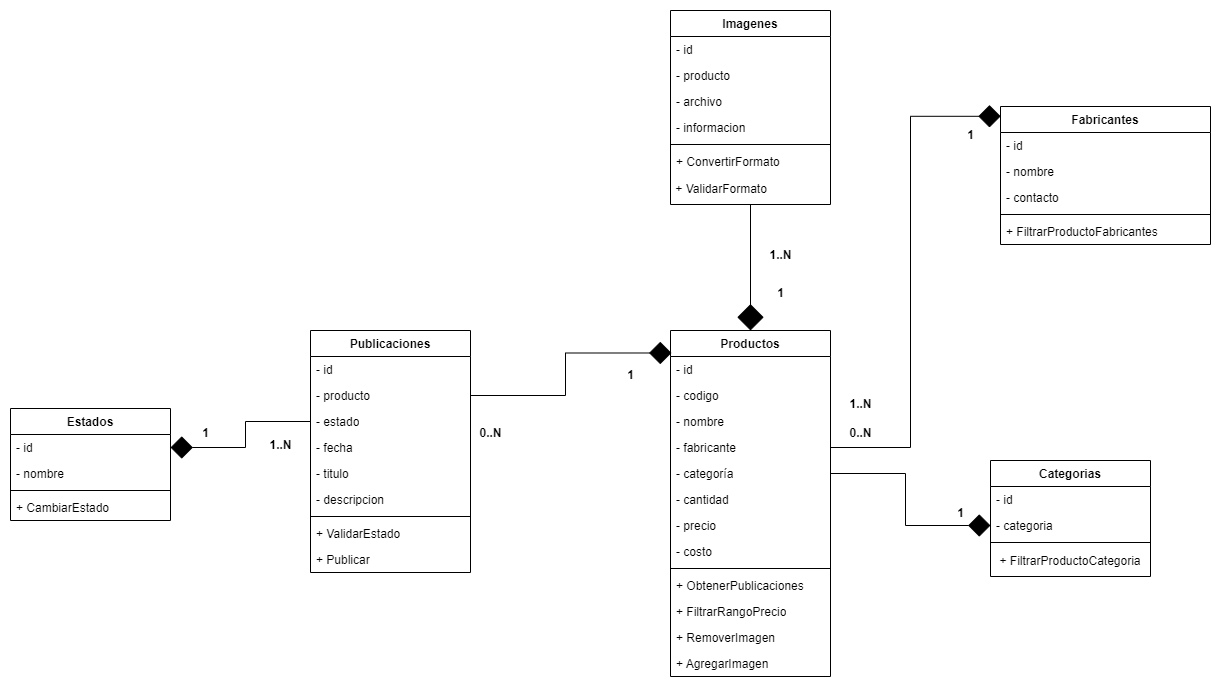 Imagenes
- id
- producto
- archivo
- informacion
+ ConvertirFormato
+ ValidarFormato
1..N
1
Fabricantes
- id
- nombre
- contacto
+ FiltrarProductoFabricantes
1
Estados
- id
- nombre
+ CambiarEstado
1
1..N
Publicaciones
- id
- producto
- estado
- fecha
- titulo
- descripcion
+ ValidarEstado
+ Publicar
0..N
1
Productos
- id
- codigo
- nombre
- fabricante
- categoría
- cantidad
- precio
- costo
+ ObtenerPublicaciones
+ FiltrarRangoPrecio
+ RemoverImagen
+ AgregarImagen
1..N
0..N
1
Categorias
- id
- categoria
+ FiltrarProductoCategoria